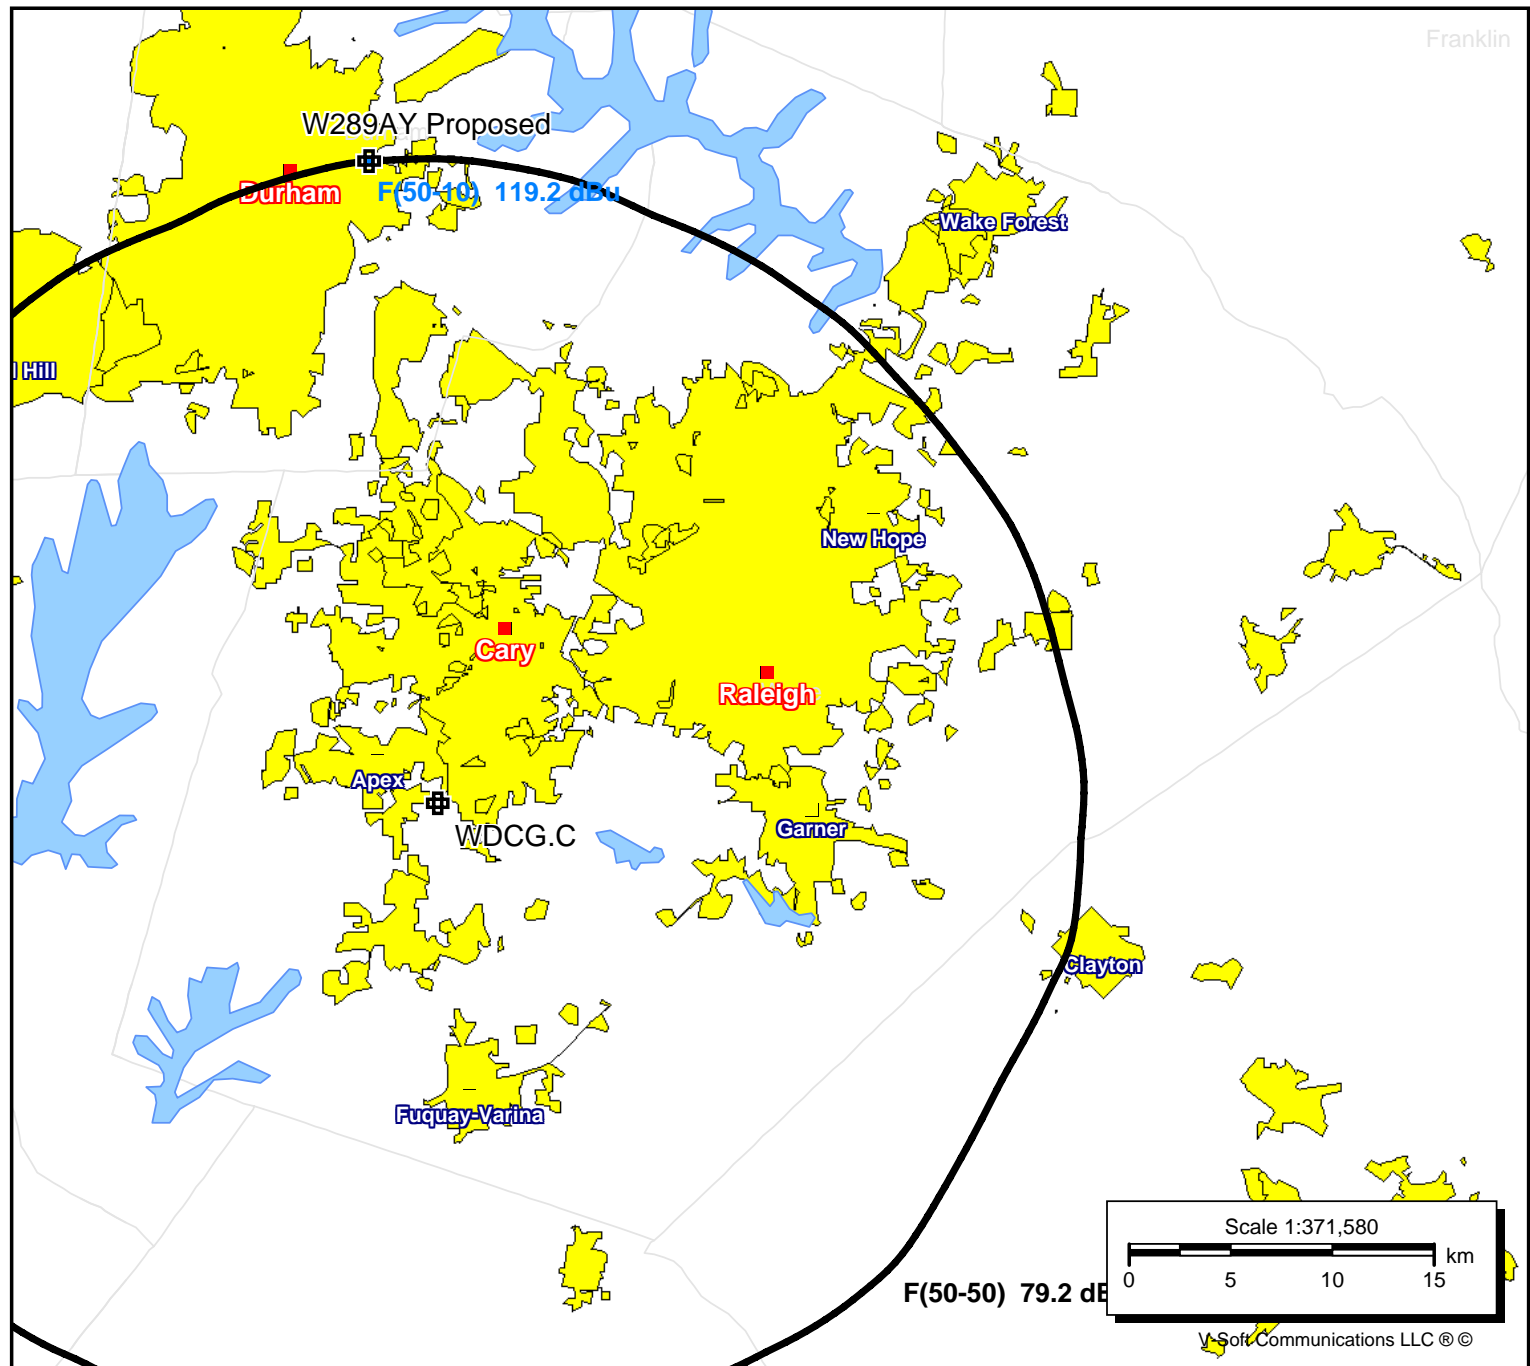 Franklin
W289AY Proposed
Durham
F(50-10) 119.2 dBu
Wake Forest
l Hill
New Hope
Cary
Raleigh
Apex
WDCG.C
Garner
Clayton
Fuquay-Varina
Scale 1:371,580
km
0 5 10 15
F(50-50) 79.2 dB
V-Soft Communications LLC ® ©